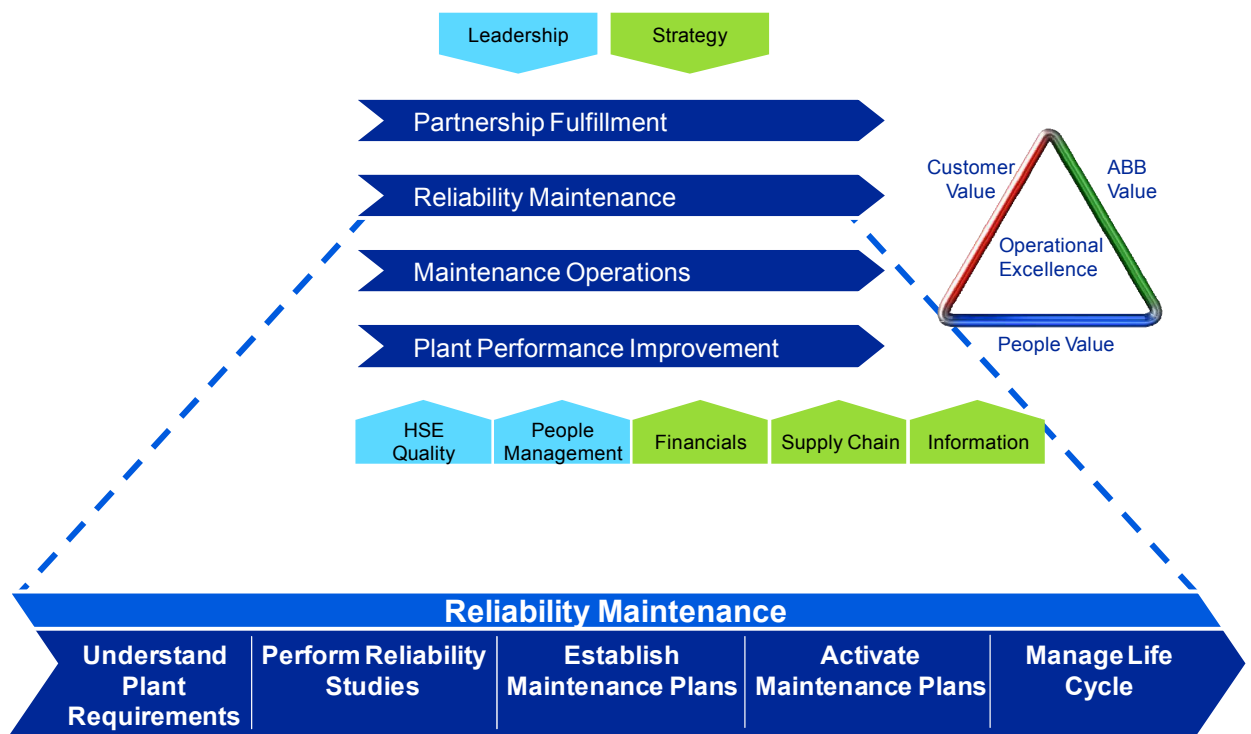 Leadership
Strategy
Partnership Fulfillment
Reliability Maintenance
Maintenance Operations
Plant Performance Improvement
Customer
Value
ABB
Value
Operational
Excellence
People Value
HSE
Quality
People
Management
Financials
Supply Chain
Information
Reliability Maintenance
Understand
Plant
Requirements
Perform Reliability
Studies
Establish
Maintenance Plans
Activate
Maintenance Plans
Manage Life
Cycle